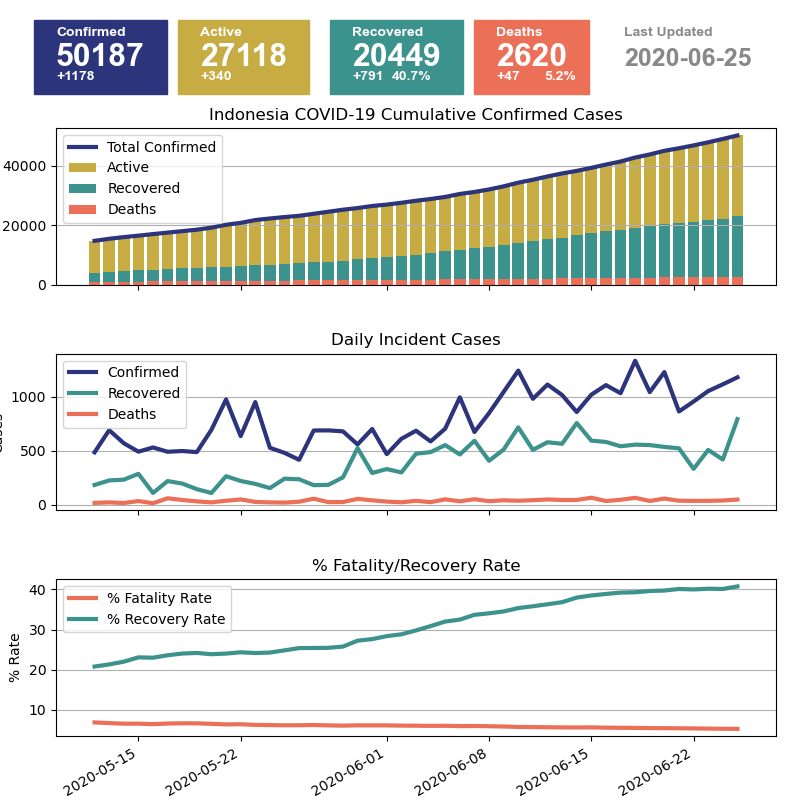 Confirmed
50187
+1178
Active
27118
+340
Recovered
20449
+791 40.7%
Deaths
2620
+47 5.2%
Last Updated
2020-06-25
Indonesia COVID-19 Cumulative Confirmed Cases
Total Confirmed
Active
Recovered
Deaths
40000
20000
0
Daily Incident Cases
Confirmed
Recovered
Deaths
1000
500
0
Cases
% Fatality/Recovery Rate
% Fatality Rate
% Recovery Rate
40
30
20
10
% Rate
2020-05-15
2020-05-22
2020-06-01
2020-06-08
2020-06-15
2020-06-22